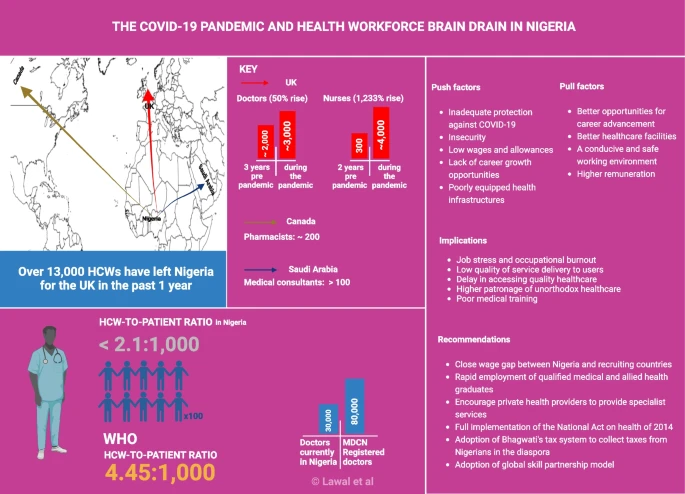 THE COVID-19 PANDEMIC AND HEALTH WORKFORCE BRAIN DRAIN IN NIGERIA
Canada
UK
Saudi Arabia
Nigeria
Over 13,000 HCWs have left Nigeria
for the UK in the past 1 year
KEY
UK
Doctors (50% rise)
Nurses (1,233% rise)
~ 2,000
~3,000
300
~4,000
3 years
pre
pandemic
during
the
pandemic
2 years
pre
pandemic
during
the
pandemic
Canada
Pharmacists: ~ 200
Saudi Arabia
Medical consultants: > 100
Push factors
• Inadequate protection
against COVID-19
• Insecurity
• Low wages and allowances
• Lack of career growth
opportunities
• Poorly equipped health
infrastructures
Pull factors
• Better opportunities for
career advancement
• Better healthcare facilities
• A conducive and safe
working environment
• Higher remuneration
Implications
• Job stress and occupational burnout
• Low quality of service delivery to users
• Delay in accessing quality healthcare
• Higher patronage of unorthodox healthcare
• Poor medical training
Recommendations
• Close wage gap between Nigeria and recruiting countries
• Rapid employment of qualified medical and allied health
graduates
• Encourage private health providers to provide specialist
services
• Full implementation of the National Act on health of 2014
• Adoption of Bhagwati's tax system to collect taxes from
Nigerians in the diaspora
• Adoption of global skill partnership model
HCW-TO-PATIENT RATIO in Nigeria
< 2.1:1,000
x100
WHO
HCW-TO-PATIENT RATIO
4.45:1,000
30,000
80,000
Doctors
currently
in Nigeria
MDCN
Registered
doctors
© Lawal et al